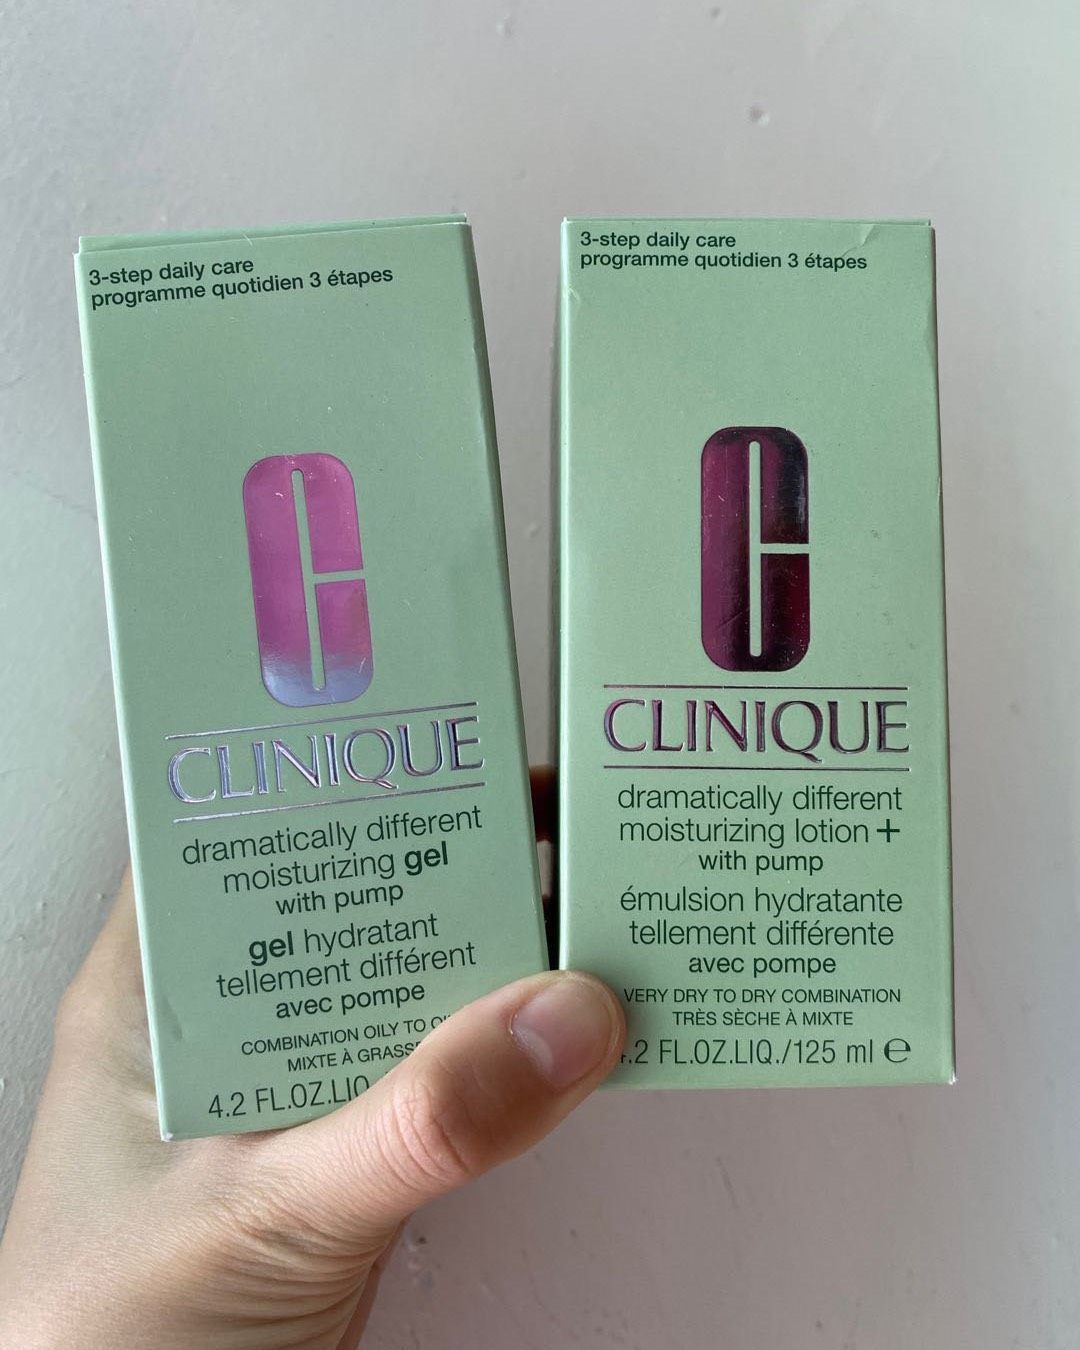 3-step daily care
programme quotidien 3 étapes
C
CLINIQUE
dramatically different
moisturizing gel
with pump
gel hydratant
tellement différent
avec pompe
COMBINATION OILY TO
MIXTE À
4.2 FL.OZ.LIQ.
3-step daily care
programme quotidien 3 étapes
C
CLINIQUE
dramatically different
moisturizing lotion +
with pump
émulsion hydratante
tellement différente
avec pompe
VERY DRY TO DRY COMBINATION
TRÈS SÈCHE À MIXTE
.2 FL.OZ.LIQ./125 ml ℮